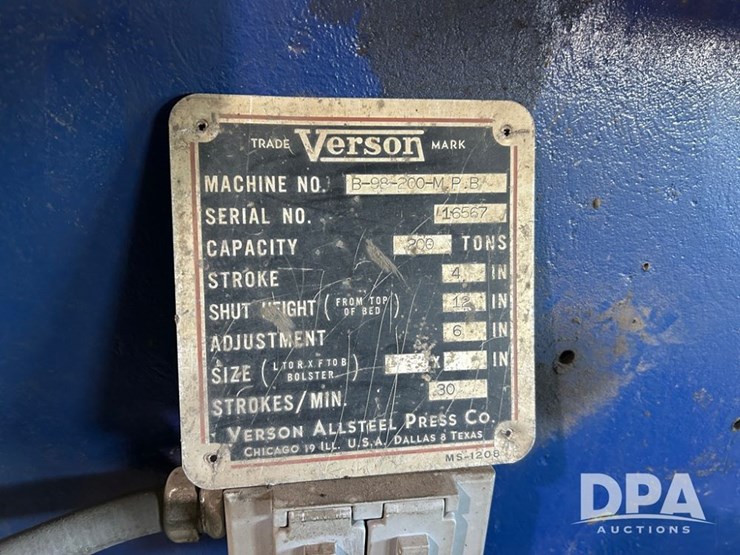 TRADE Verson MARK
MACHINE NO. B-98-200-M.P.B.
SERIAL NO. 16567
CAPACITY 200 TONS
STROKE 4 IN
SHUT HEIGHT (FROM TOP OF BED) 12 IN
ADJUSTMENT 6 IN
SIZE (L TO R. X F TO B BOLSTER) X IN
STROKES/MIN. 30
VERSON ALLSTEEL PRESS CO.
CHICAGO 19 ILL. U.S.A. DALLAS 8 TEXAS
MS-1208
DPA
AUCTIONS